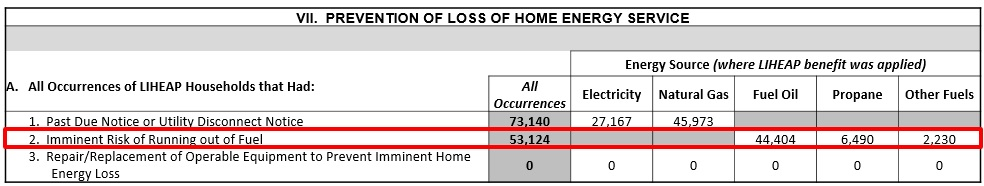 VII. PREVENTION OF LOSS OF HOME ENERGY SERVICE
Energy Source (where LIHEAP benefit was applied)
A. All Occurrences of LIHEAP Households that Had: All Occurrences Electricity Natural Gas Fuel Oil Propane Other Fuels
1. Past Due Notice or Utility Disconnect Notice 73,140 27,167 45,973
2. Imminent Risk of Running out of Fuel 53,124 44,404 6,490 2,230
3. Repair/Replacement of Operable Equipment to Prevent Imminent Home
Energy Loss 0 0 0 0 0 0